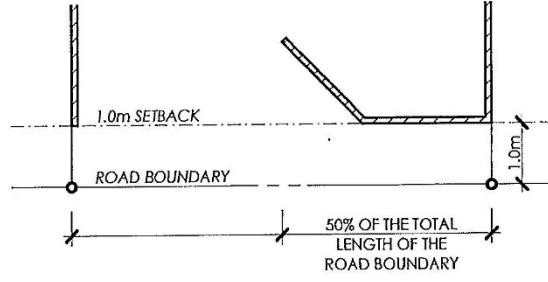 1.0m SETBACK
1.0m
ROAD BOUNDARY
50% OF THE TOTAL
LENGTH OF THE
ROAD BOUNDARY